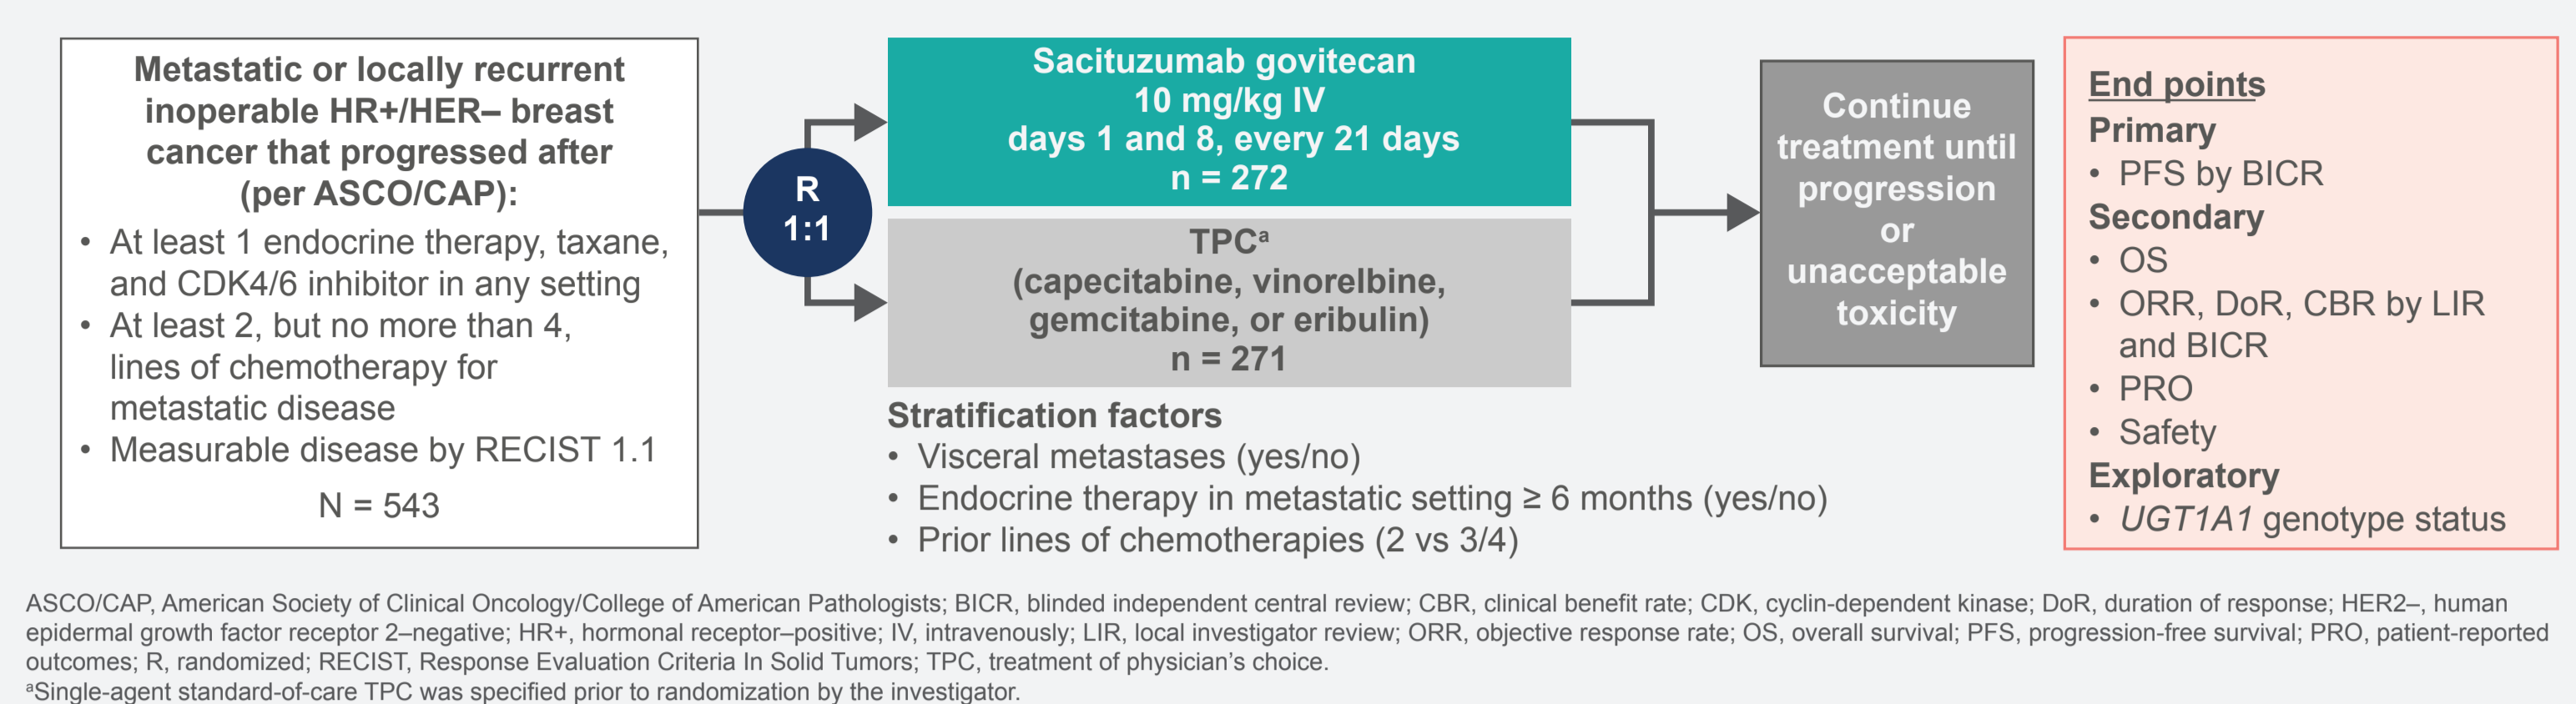 Metastatic or locally recurrent
inoperable HR+/HER– breast
cancer that progressed after
(per ASCO/CAP):
• At least 1 endocrine therapy, taxane,
and CDK4/6 inhibitor in any setting
• At least 2, but no more than 4,
lines of chemotherapy for
metastatic disease
• Measurable disease by RECIST 1.1
N = 543
R
1:1
Sacituzumab govitecan
10 mg/kg IV
days 1 and 8, every 21 days
n = 272
TPCᵃ
(capecitabine, vinorelbine,
gemcitabine, or eribulin)
n = 271
Stratification factors
• Visceral metastases (yes/no)
• Endocrine therapy in metastatic setting ≥ 6 months (yes/no)
• Prior lines of chemotherapies (2 vs 3/4)
Continue
treatment until
progression
or
unacceptable
toxicity
End points
Primary
• PFS by BICR
Secondary
• OS
• ORR, DoR, CBR by LIR
and BICR
• PRO
• Safety
Exploratory
• UGT1A1 genotype status
ASCO/CAP, American Society of Clinical Oncology/College of American Pathologists; BICR, blinded independent central review; CBR, clinical benefit rate; CDK, cyclin-dependent kinase; DoR, duration of response; HER2–, human
epidermal growth factor receptor 2–negative; HR+, hormonal receptor–positive; IV, intravenously; LIR, local investigator review; ORR, objective response rate; OS, overall survival; PFS, progression-free survival; PRO, patient-reported
outcomes; R, randomized; RECIST, Response Evaluation Criteria In Solid Tumors; TPC, treatment of physician’s choice.
ᵃSingle-agent standard-of-care TPC was specified prior to randomization by the investigator.